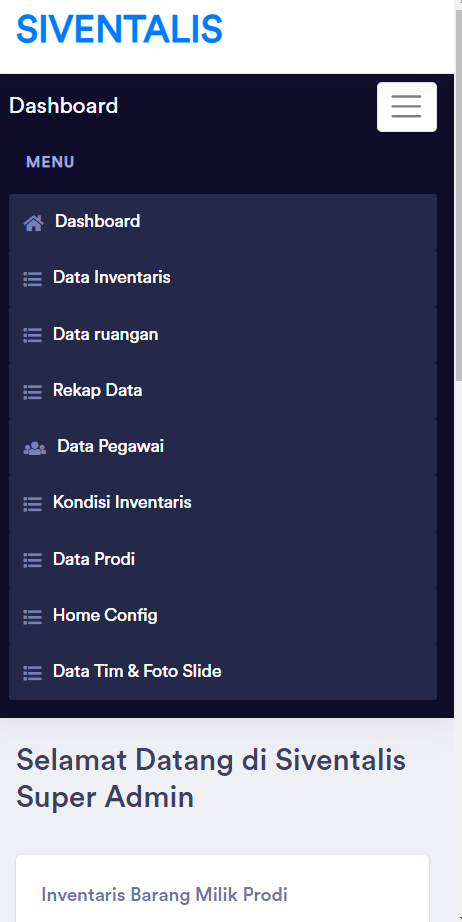 SIVENTALIS
Dashboard
MENU
Dashboard
Data Inventaris
Data ruangan
Rekap Data
Data Pegawai
Kondisi Inventaris
Data Prodi
Home Config
Data Tim & Foto Slide
Selamat Datang di Siventalis
Super Admin
Inventaris Barang Milik Prodi